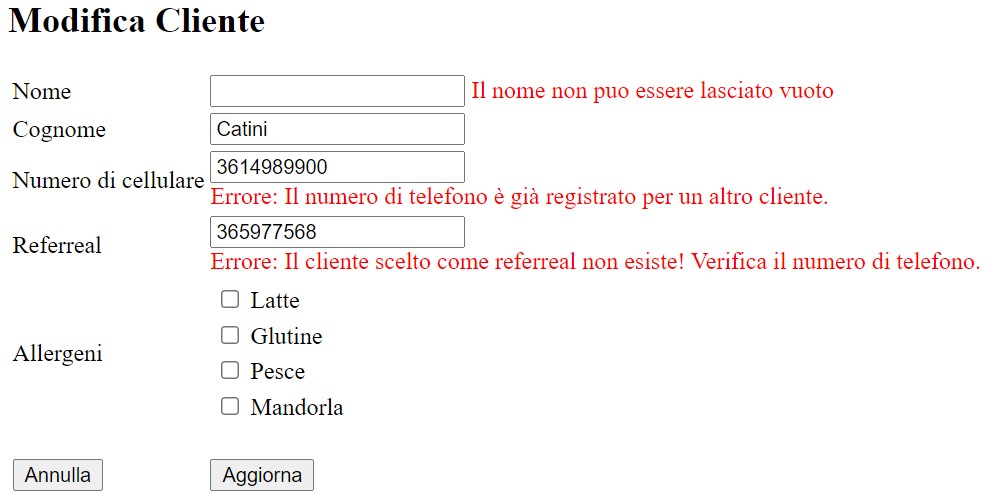 Modifica Cliente
Nome Il nome non puo essere lasciato vuoto
Cognome Catini
Numero di cellulare 3614989900
Errore: Il numero di telefono è già registrato per un altro cliente.
Referreal 365977568
Errore: Il cliente scelto come referreal non esiste! Verifica il numero di telefono.
Allergeni
Latte
Glutine
Pesce
Mandorla
Annulla Aggiorna